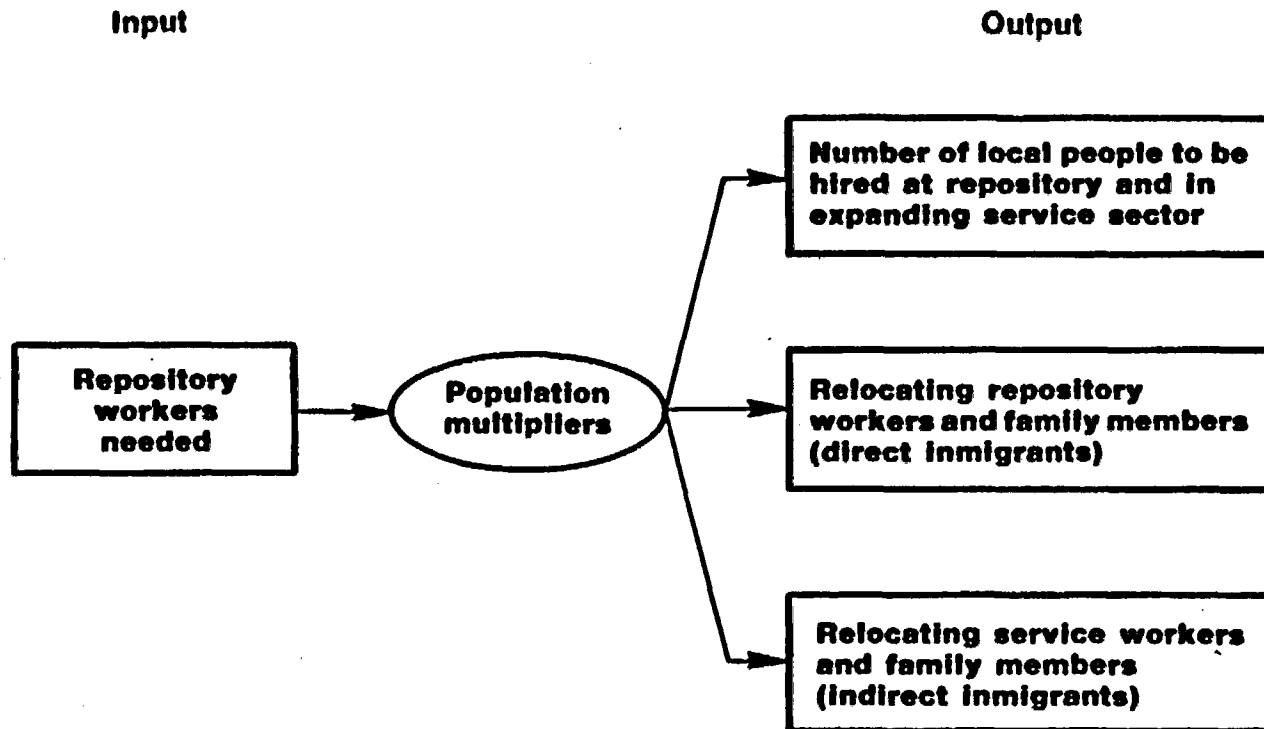 Input
Output
Number of local people to be
hired at repository and in
expanding service sector
Repository
workers
needed
Population
multipliers
Relocating repository
workers and family members
(direct inmigrants)
Relocating service workers
and family members
(indirect inmigrants)